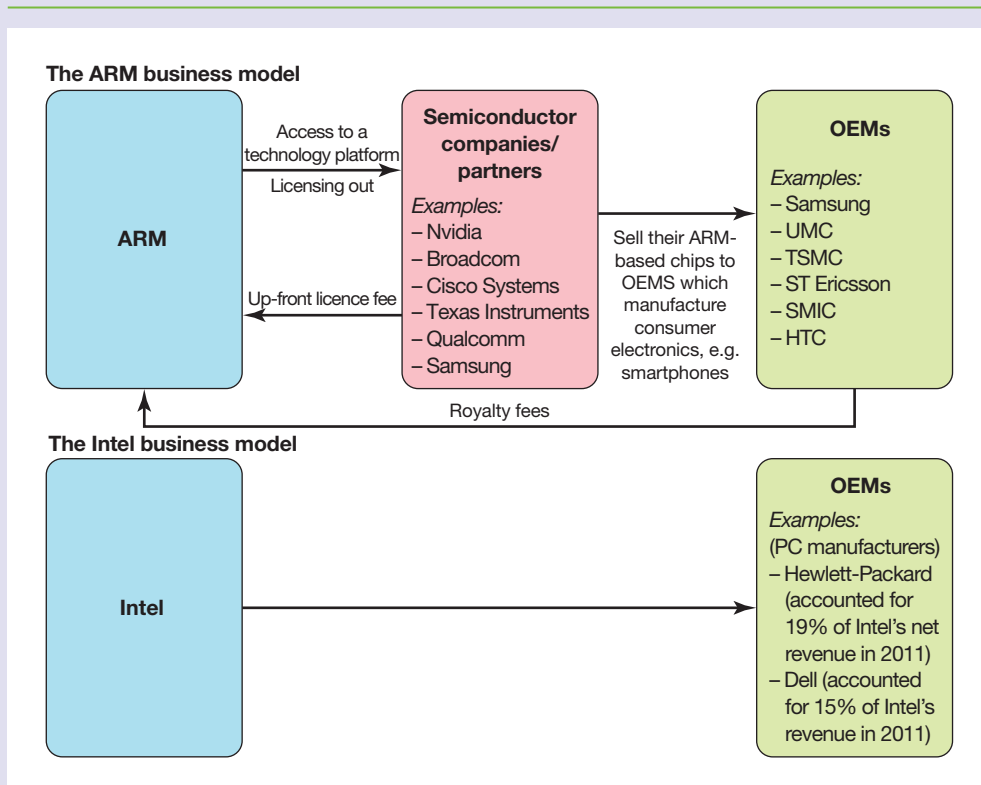 The ARM business model
ARM
Access to a
technology platform
Licensing out
Up-front licence fee
Semiconductor
companies/
partners
Examples:
– Nvidia
– Broadcom
– Cisco Systems
– Texas Instruments
– Qualcomm
– Samsung
Sell their ARM-
based chips to
OEMS which
manufacture
consumer
electronics, e.g.
smartphones
OEMs
Examples:
– Samsung
– UMC
– TSMC
– ST Ericsson
– SMIC
– HTC
Royalty fees
The Intel business model
Intel
OEMs
Examples:
(PC manufacturers)
– Hewlett-Packard
(accounted for
19% of Intel’s net
revenue in 2011)
– Dell (accounted
for 15% of Intel’s
revenue in 2011)